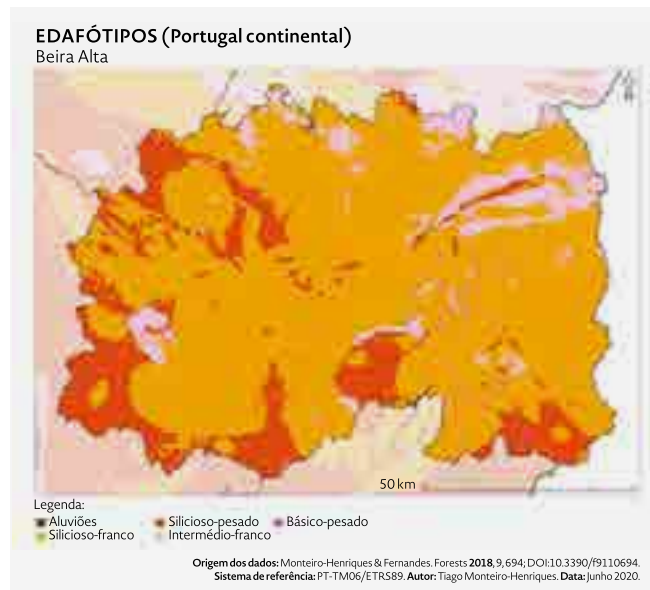 EDAFÓTIPOS (Portugal continental)
Beira Alta
50 km
Legenda:
Aluviões Silicioso-pesado Básico-pesado
Silicioso-franco Intermédio-franco
Origem dos dados: Monteiro-Henriques & Fernandes. Forests 2018, 9, 694; DOI:10.3390/f9110694.
Sistema de referência: PT-TM06/ETRS89. Autor: Tiago Monteiro-Henriques. Data: Junho 2020.